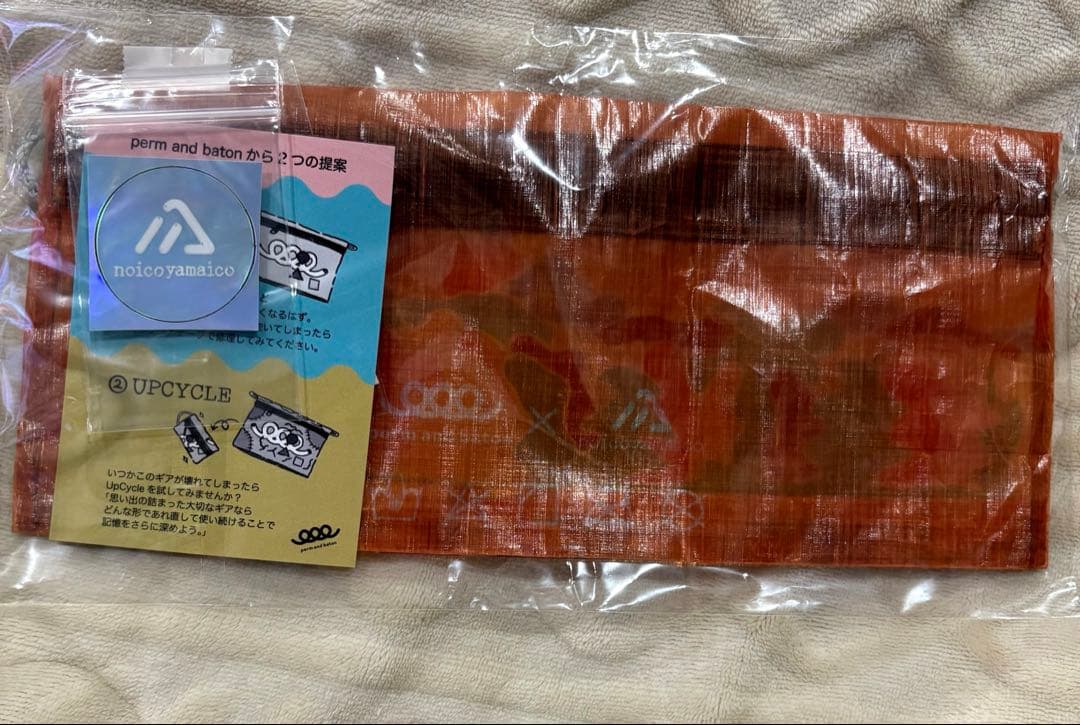 perm and baton から 2 つの提案
noicoyamaico
くなるはず。
いてしまったら
で修理してみてください。
② UPCYCLE
いつかこのギアが壊れてしまったら
UpCycle を試してみませんか？
「思い出の詰まった大切なギアなら
どんな形であれ直して使い続けることで
記憶をさらに深めよう。」
perm and baton
perm and baton
×